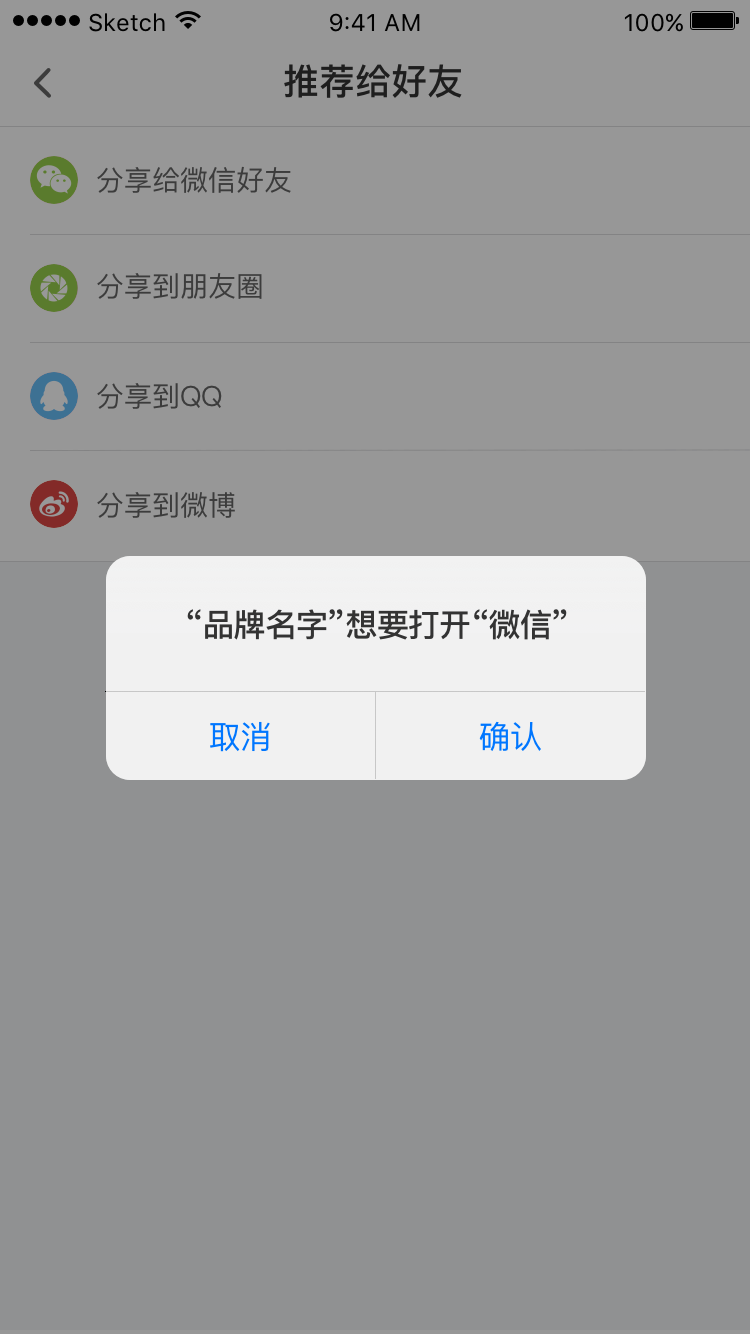 Sketch 9:41 AM 100%
推荐给好友
分享给微信好友
分享到朋友圈
分享到QQ
分享到微博
“品牌名字”想要打开“微信”
取消 确认